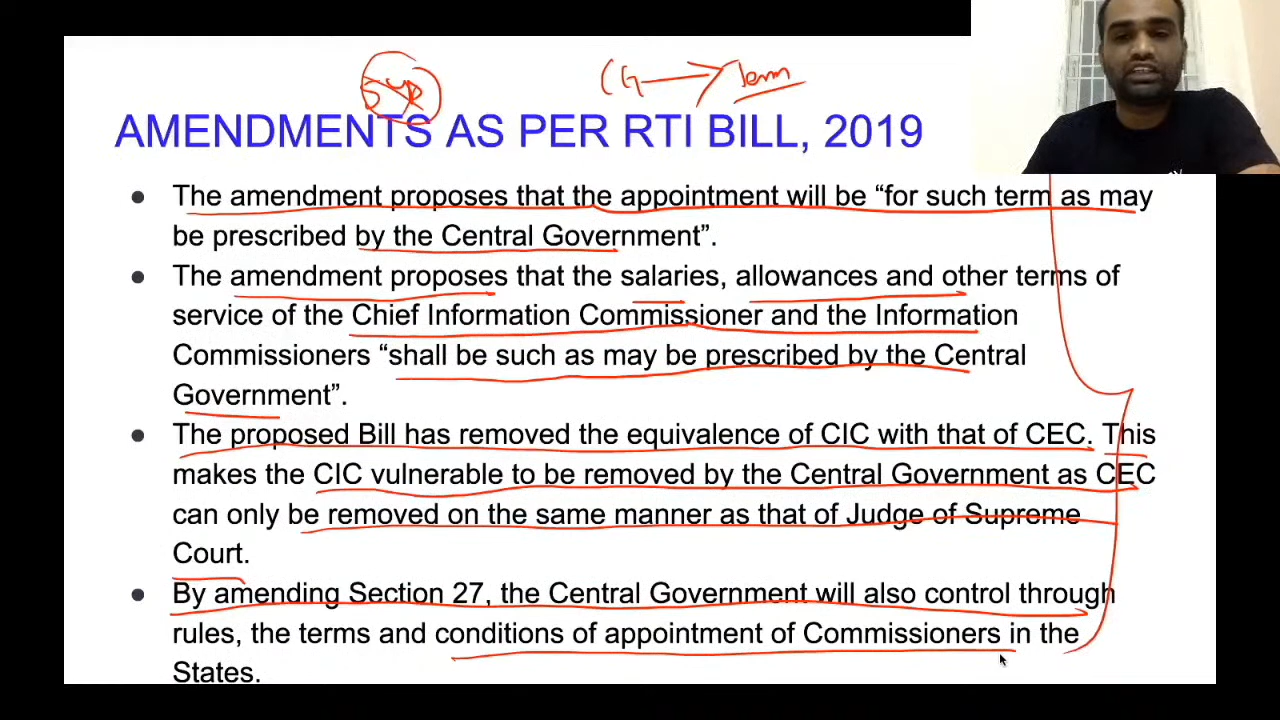 5 yr
CG → Term
AMENDMENTS AS PER RTI BILL, 2019
● The amendment proposes that the appointment will be “for such term as may
be prescribed by the Central Government”.
● The amendment proposes that the salaries, allowances and other terms of
service of the Chief Information Commissioner and the Information
Commissioners “shall be such as may be prescribed by the Central
Government”.
● The proposed Bill has removed the equivalence of CIC with that of CEC. This
makes the CIC vulnerable to be removed by the Central Government as CEC
can only be removed on the same manner as that of Judge of Supreme
Court.
● By amending Section 27, the Central Government will also control through
rules, the terms and conditions of appointment of Commissioners in the
States.